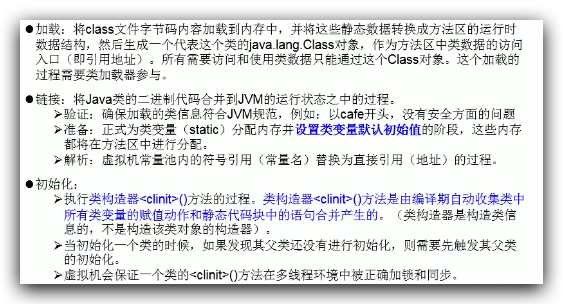 ●加载：将class文件字节码内容加载到内存中，并将这些静态数据转换成方法区的运行时
数据结构，然后生成一个代表这个类的java.lang.Class对象，作为方法区中类数据的访问
入口（即引用地址）。所有需要访问和使用类数据只能通过这个Class对象。这个加载的
过程需要类加载器参与。
●链接：将Java类的二进制代码合并到JVM的运行状态之中的过程。
➢验证：确保加载的类信息符合JVM规范，例如：以cafe开头，没有安全方面的问题
➢准备：正式为类变量（static）分配内存并设置类变量默认初始值的阶段，这些内存
都将在方法区中进行分配。
➢解析：虚拟机常量池内的符号引用（常量名）替换为直接引用（地址）的过程。
●初始化：
➢执行类构造器<clinit>()方法的过程。类构造器<clinit>()方法是由编译期自动收集类中
所有类变量的赋值动作和静态代码块中的语句合并产生的。（类构造器是构造类信
息的，不是构造该类对象的构造器）。
➢当初始化一个类的时候，如果发现其父类还没有进行初始化，则需要先触发其父类
的初始化。
➢虚拟机会保证一个类的<clinit>()方法在多线程环境中被正确加锁和同步。